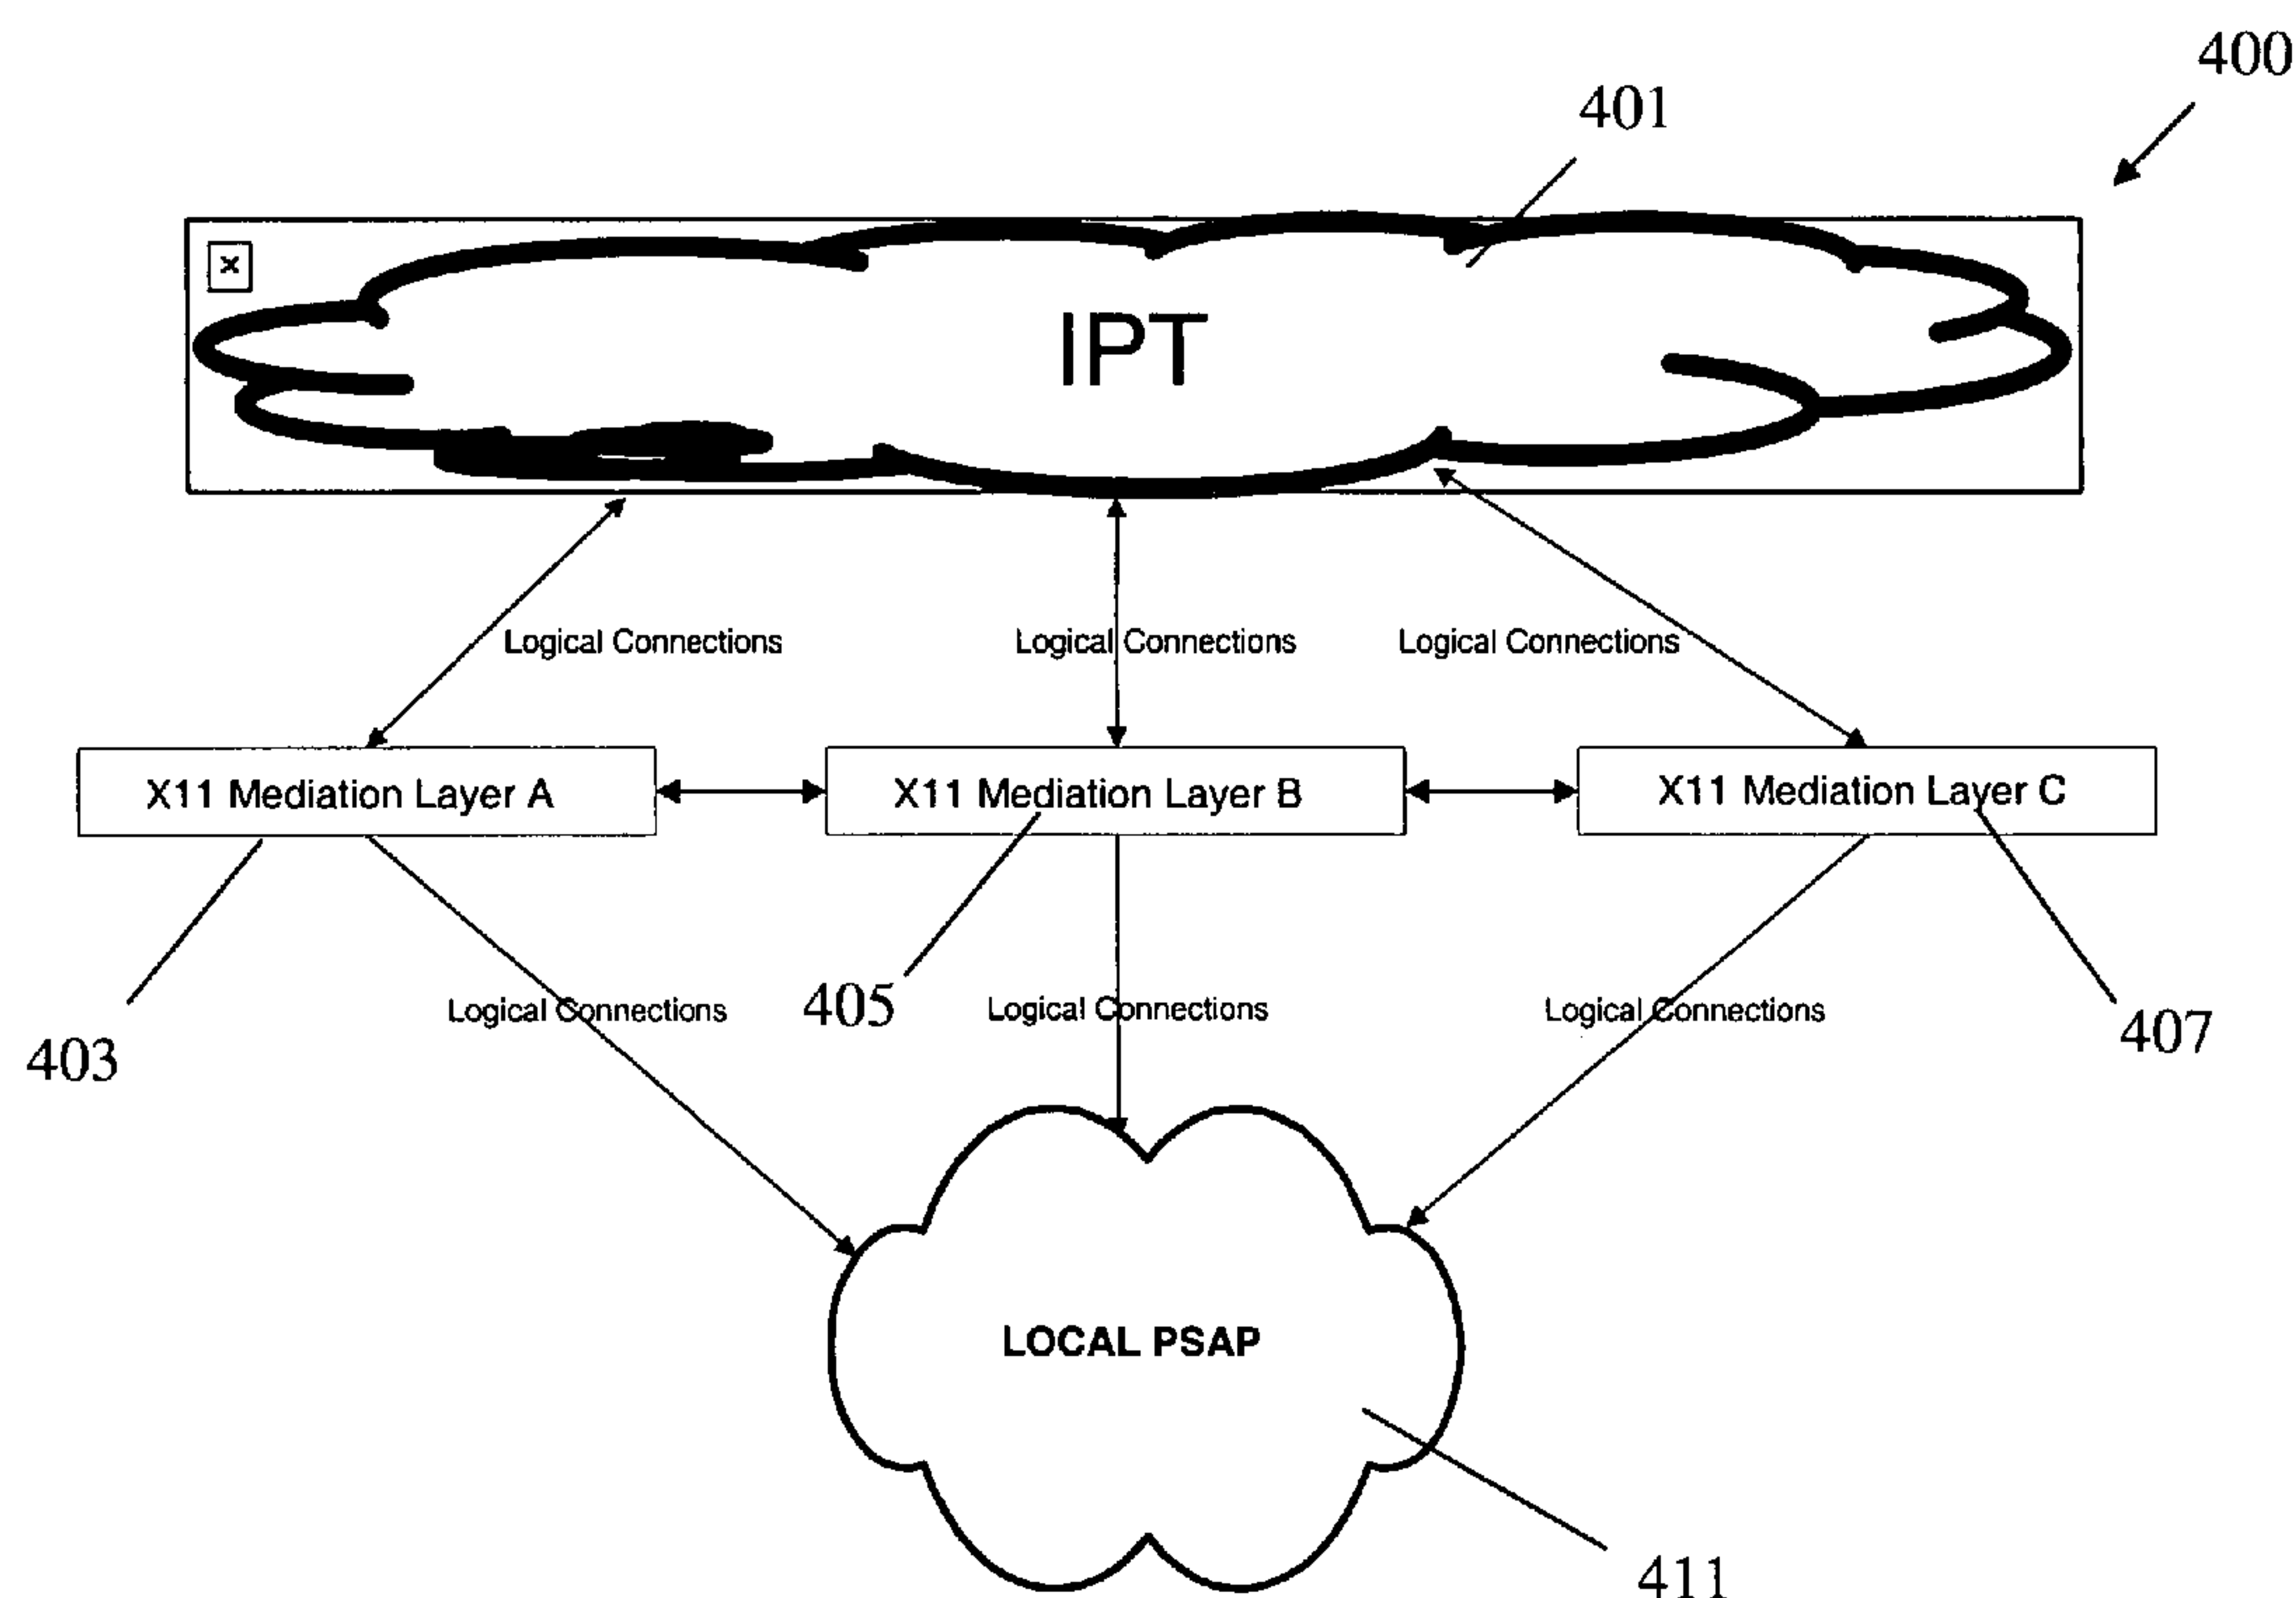 400
401
x
IPT
Logical Connections
Logical Connections
Logical Connections
X11 Mediation Layer A
X11 Mediation Layer B
X11 Mediation Layer C
403
Logical Connections
405
Logical Connections
Logical Connections
407
LOCAL PSAP
411